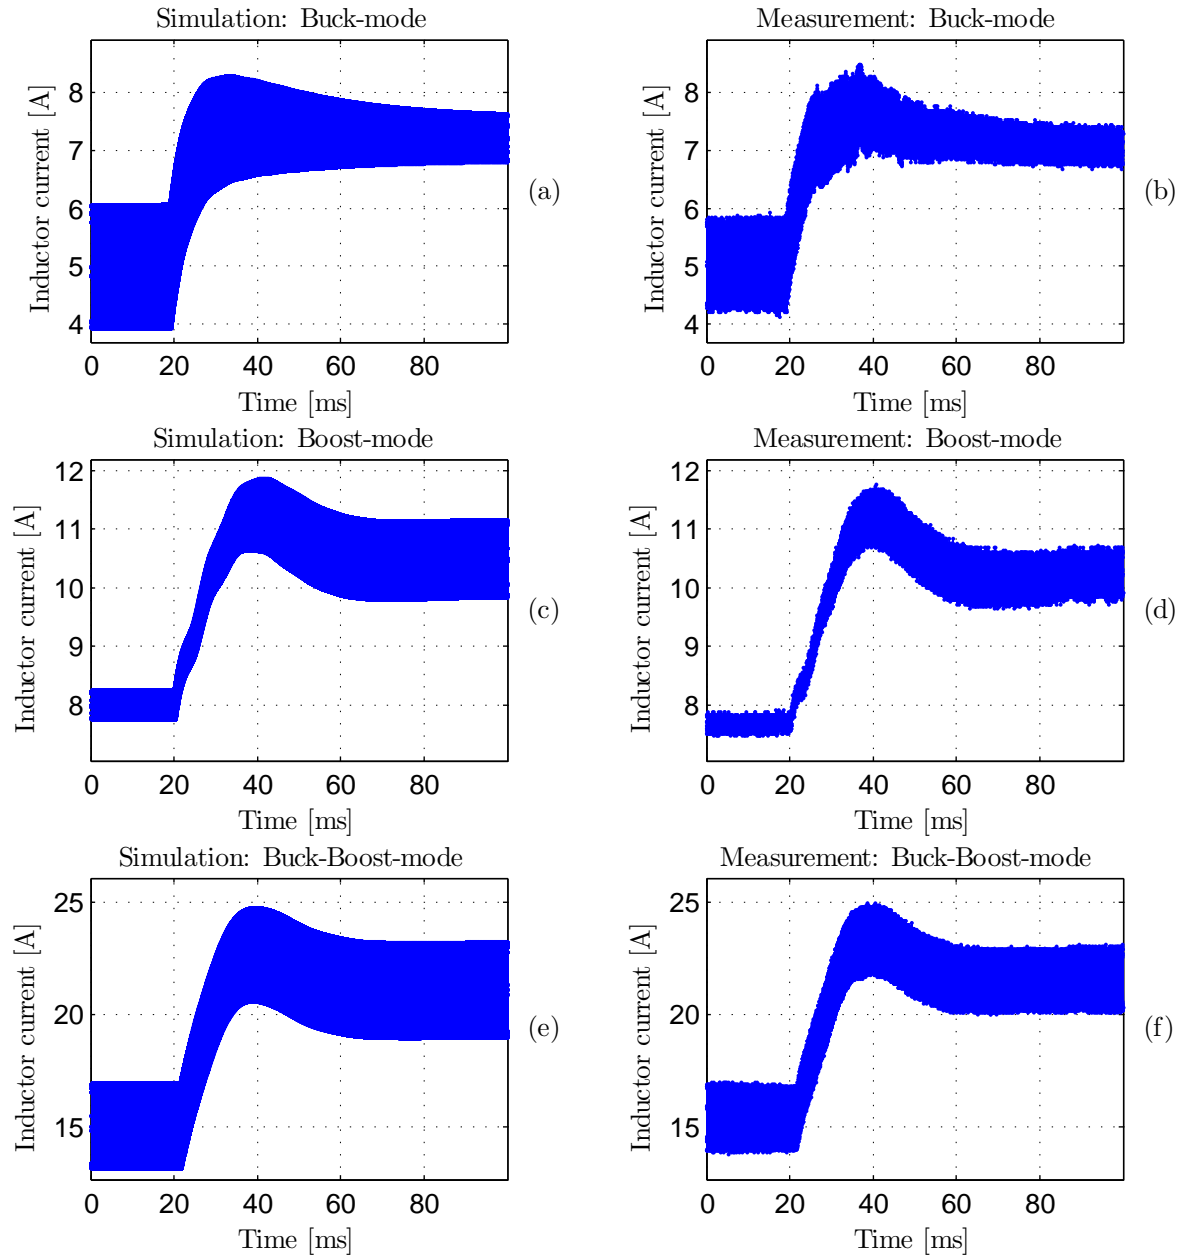 Simulation: Buck-mode
Inductor current [A]
8
7
6
5
4
0 20 40 60 80
Time [ms]
(a)
Measurement: Buck-mode
Inductor current [A]
8
7
6
5
4
0 20 40 60 80
Time [ms]
(b)
Simulation: Boost-mode
Inductor current [A]
12
11
10
9
8
0 20 40 60 80
Time [ms]
(c)
Measurement: Boost-mode
Inductor current [A]
12
11
10
9
8
0 20 40 60 80
Time [ms]
(d)
Simulation: Buck-Boost-mode
Inductor current [A]
25
20
15
0 20 40 60 80
Time [ms]
(e)
Measurement: Buck-Boost-mode
Inductor current [A]
25
20
15
0 20 40 60 80
Time [ms]
(f)